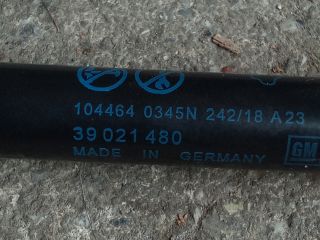 104464 0345N 242/18 A23
39 021 480
MADE IN GERMANY
GM